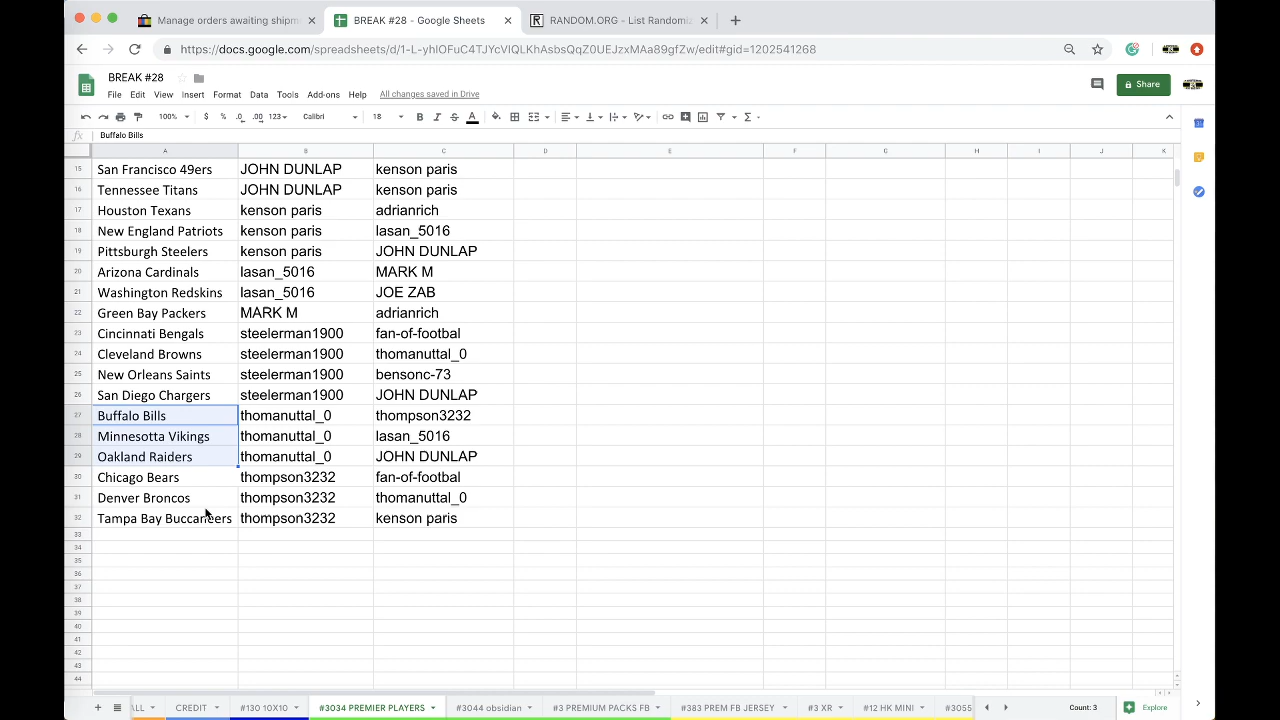 Manage orders awaiting shipm
BREAK #28 - Google Sheets
RANDOM.ORG - List Randomiz
https://docs.google.com/spreadsheets/d/1-L-yhIOFuC4TJYcVIQLKhAsbsQqZ0UEJzxMAa89gfZw/edit#gid=1202541268
BREAK #28
File Edit View Insert Format Data Tools Add-ons Help All changes saved in Drive
Share
100% $ % .0 .00 123 Calibri 18 B I S A
fx Buffalo Bills
A B C D E F G H I J K
15 San Francisco 49ers JOHN DUNLAP kenson paris
16 Tennessee Titans JOHN DUNLAP kenson paris
17 Houston Texans kenson paris adrianrich
18 New England Patriots kenson paris lasan_5016
19 Pittsburgh Steelers kenson paris JOHN DUNLAP
20 Arizona Cardinals lasan_5016 MARK M
21 Washington Redskins lasan_5016 JOE ZAB
22 Green Bay Packers MARK M adrianrich
23 Cincinnati Bengals steelerman1900 fan-of-footbal
24 Cleveland Browns steelerman1900 thomanuttal_0
25 New Orleans Saints steelerman1900 bensonc-73
26 San Diego Chargers steelerman1900 JOHN DUNLAP
27 Buffalo Bills thomanuttal_0 thompson3232
28 Minnesotta Vikings thomanuttal_0 lasan_5016
29 Oakland Raiders thomanuttal_0 JOHN DUNLAP
30 Chicago Bears thompson3232 fan-of-footbal
31 Denver Broncos thompson3232 thomanuttal_0
32 Tampa Bay Buccaneers thompson3232 kenson paris
33
34
35
36
37
38
39
40
41
42
43
44
ALL CREDIT #130 10X10 #3034 PREMIER PLAYERS #3044 obsidian #3 PREMIUM PACKS FB #383 PREM FB JERSEY #3 XR #12 HK MINI #3055 Count: 3 Explore